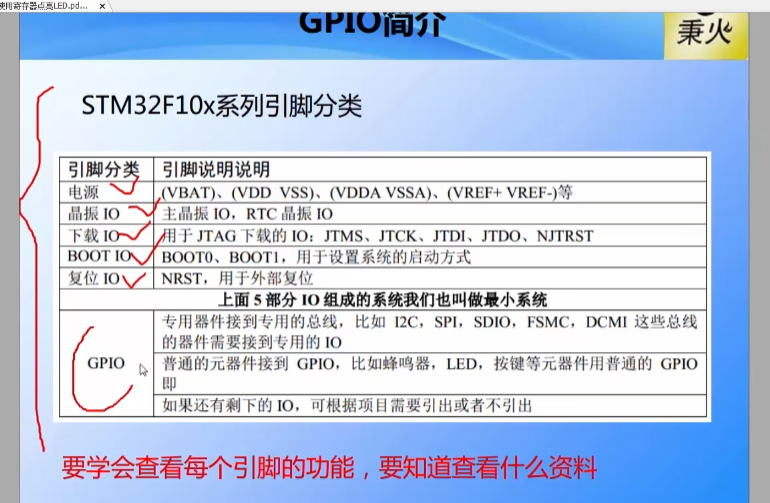 使用寄存器点亮LED.pd...
GPIO简介
秉火
STM32F10x系列引脚分类
引脚分类 引脚说明说明
电源 (VBAT)、(VDD VSS)、(VDDA VSSA)、(VREF+ VREF-)等
晶振 IO 主晶振 IO，RTC 晶振 IO
下载 IO 用于 JTAG 下载的 IO：JTMS、JTCK、JTDI、JTDO、NJTRST
BOOT IO BOOT0、BOOT1，用于设置系统的启动方式
复位 IO NRST，用于外部复位
上面 5 部分 IO 组成的系统我们也叫做最小系统
GPIO
专用器件接到专用的总线，比如 I2C，SPI，SDIO，FSMC，DCMI 这些总线
的器件需要接到专用的 IO
普通的元器件接到 GPIO，比如蜂鸣器，LED，按键等元器件用普通的 GPIO
即
如果还有剩下的 IO，可根据项目需要引出或者不引出
要学会查看每个引脚的功能，要知道查看什么资料